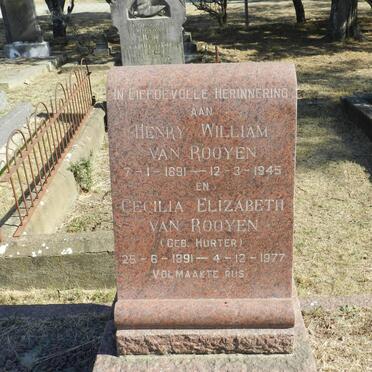 IN LIEFDEVOLLE HERINNERING
AAN
HENRY WILLIAM
VAN ROOYEN
7-1-1891 - 12-3-1945
EN
CECILIA ELIZABETH
VAN ROOYEN
(GEB. HURTER)
25-6-1891 - 4-12-1977
VOLMAAKTE RUS